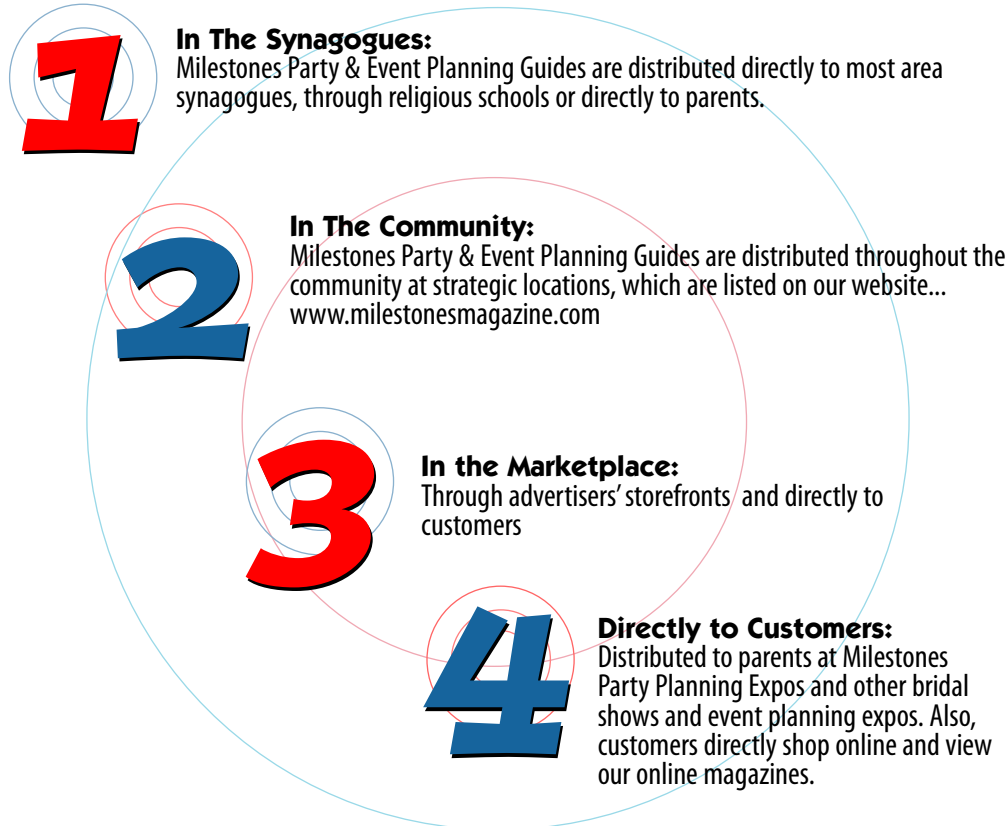 1
In The Synagogues:
Milestones Party & Event Planning Guides are distributed directly to most area
synagogues, through religious schools or directly to parents.
2
In The Community:
Milestones Party & Event Planning Guides are distributed throughout the
community at strategic locations, which are listed on our website...
www.milestonesmagazine.com
3
In the Marketplace:
Through advertisers' storefronts and directly to
customers
4
Directly to Customers:
Distributed to parents at Milestones
Party Planning Expos and other bridal
shows and event planning expos. Also,
customers directly shop online and view
our online magazines.